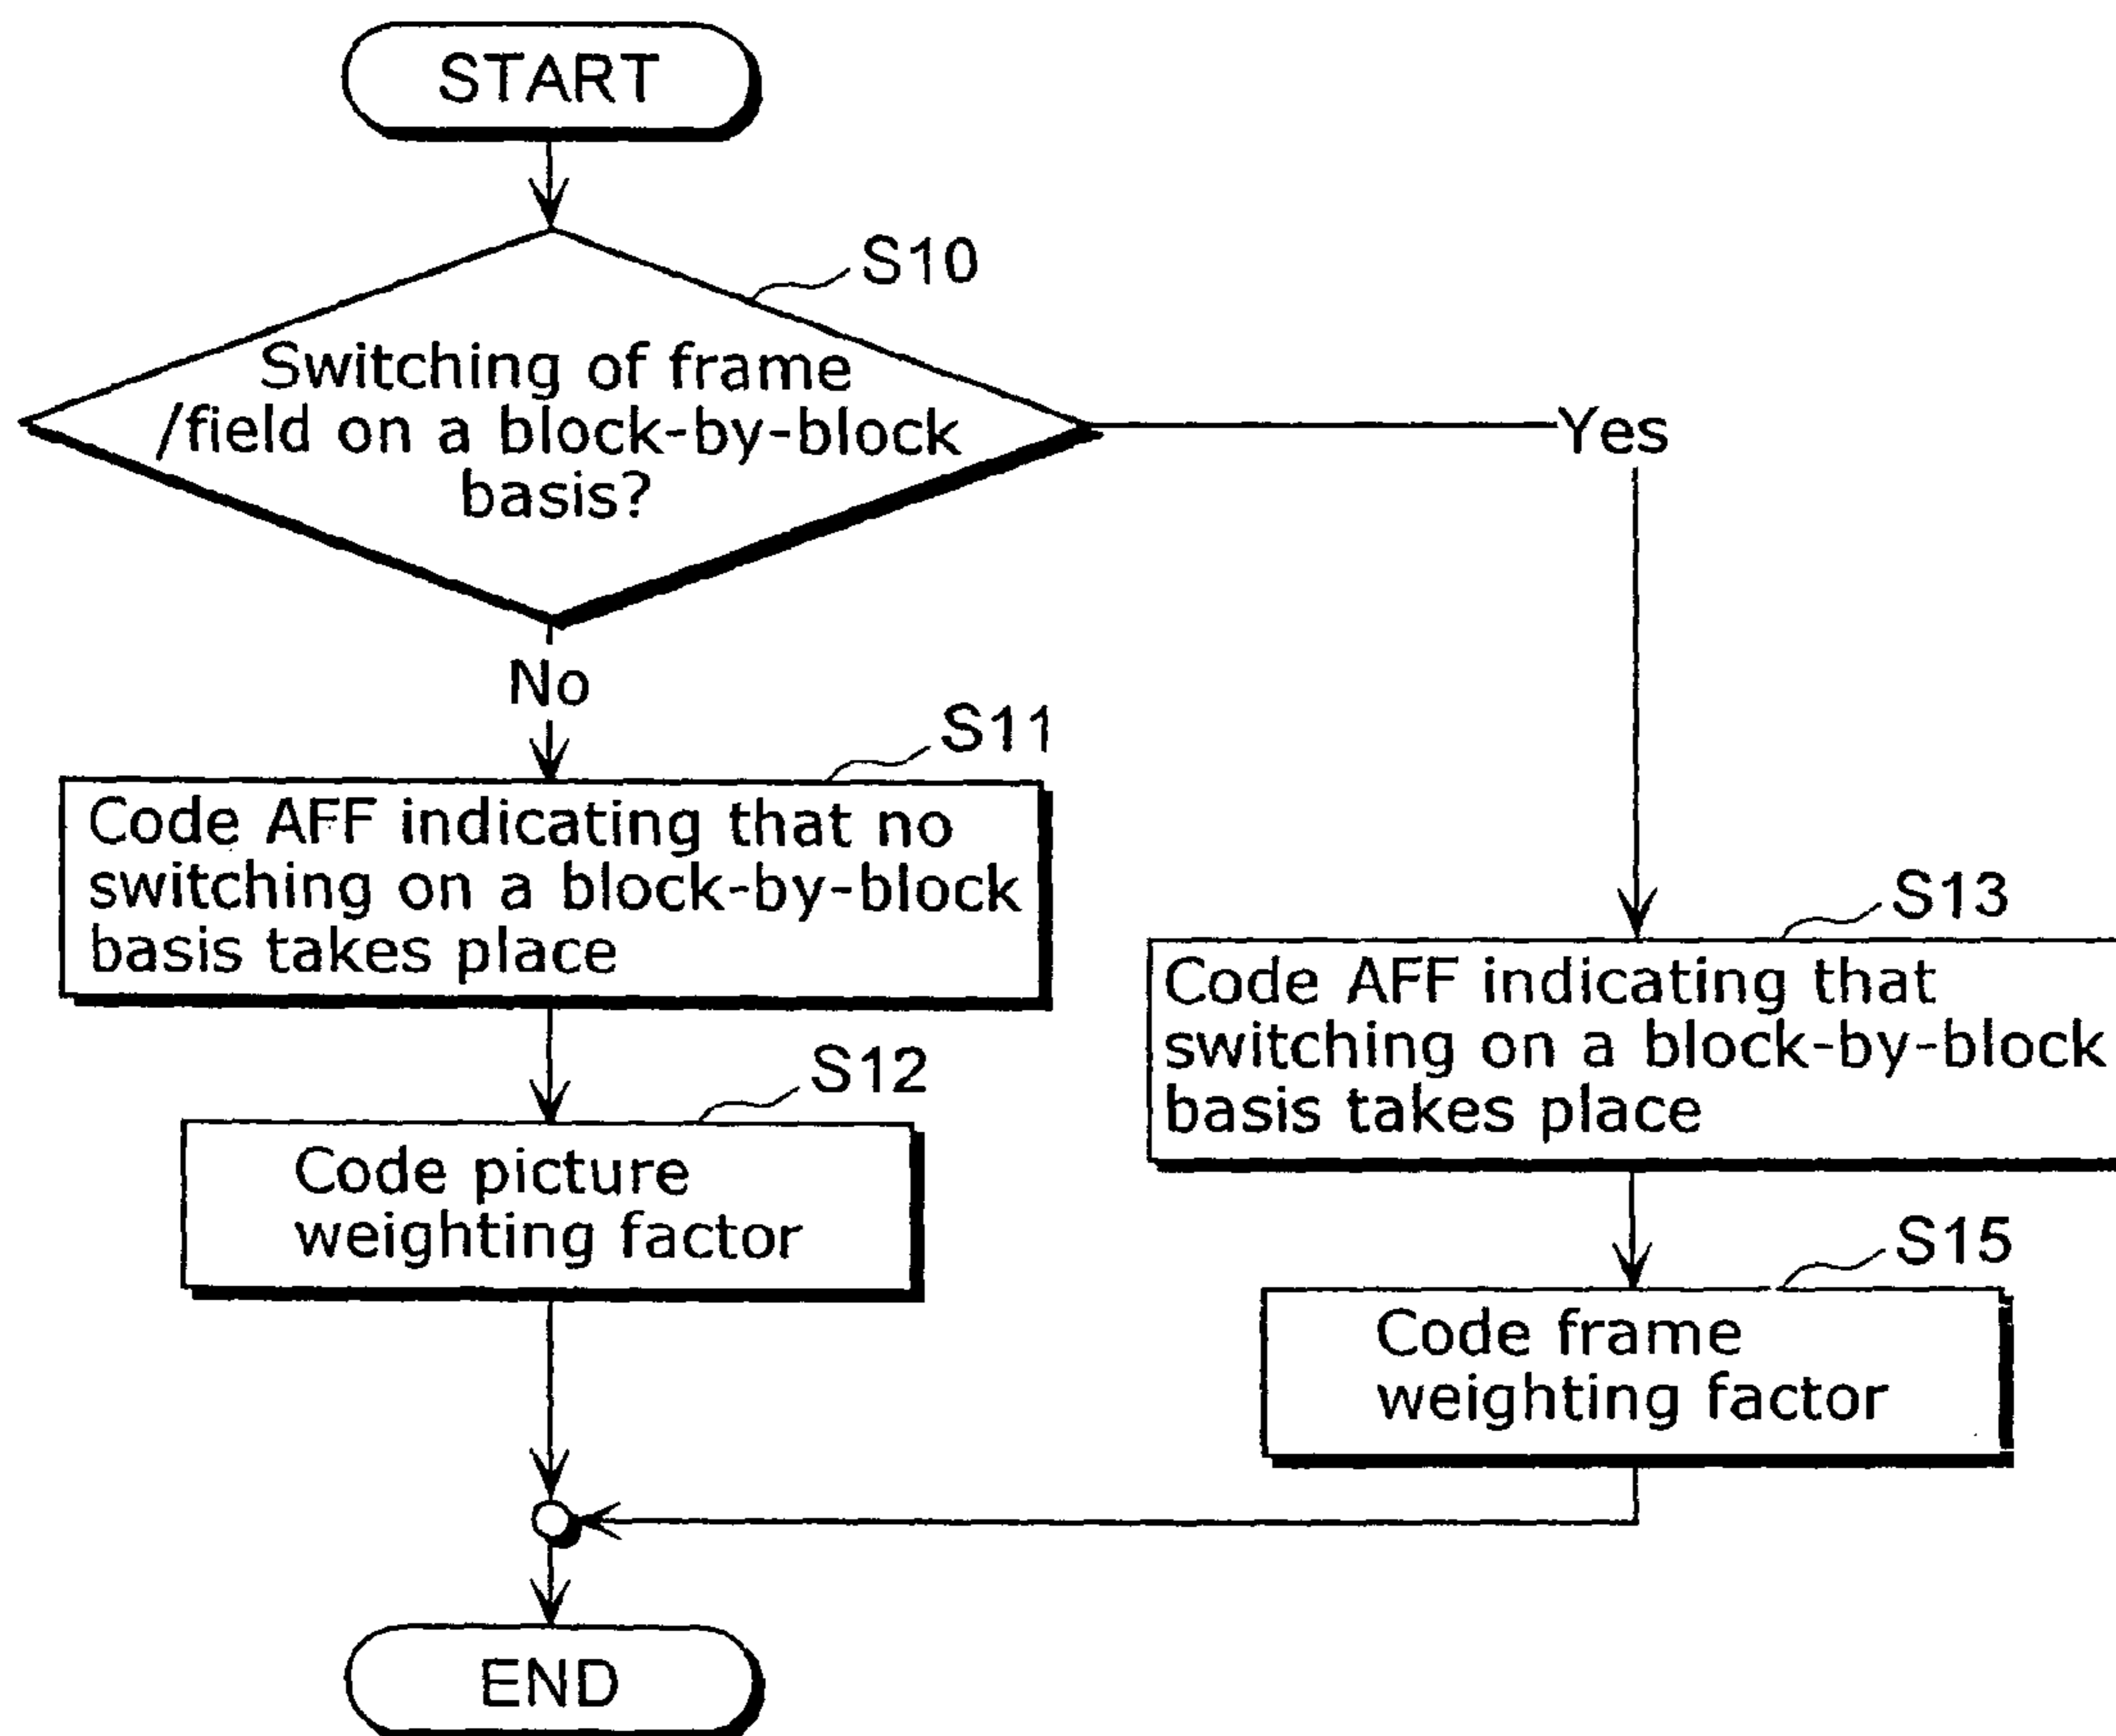 START
S10
Switching of frame
/field on a block-by-block
basis?
Yes
No
S11
Code AFF indicating that no
switching on a block-by-block
basis takes place
S13
Code AFF indicating that
switching on a block-by-block
basis takes place
S12
Code picture
weighting factor
S15
Code frame
weighting factor
END